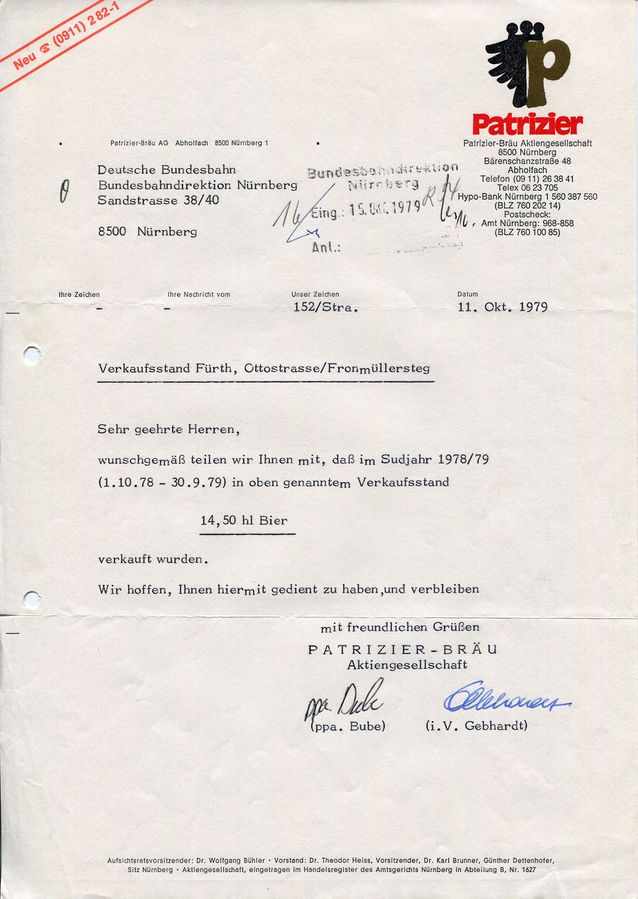 Neu ☎ (0911) 282-1
Patrizier
Patrizier-Bräu Aktiengesellschaft
8500 Nürnberg
Bärenschanzstraße 48
Abholfach
Telefon (09 11) 26 38 41
Telex 06 23 705
Hypo-Bank Nürnberg 1 560 387 560
(BLZ 760 202 14)
Postscheck:
Amt Nürnberg: 968-858
(BLZ 760 100 85)
Patrizier-Bräu AG Abholfach 8500 Nürnberg 1
Deutsche Bundesbahn
Bundesbahndirektion Nürnberg
Sandstrasse 38/40
8500 Nürnberg
Bundesbahndirektion
Nürnberg
Eing.: 15. Okt. 1979
Anl.:
Ihre Zeichen Ihre Nachricht vom Unser Zeichen Datum
- - 152/Stra. 11. Okt. 1979
Verkaufsstand Fürth, Ottostrasse/Fronmüllersteg
Sehr geehrte Herren,
wunschgemäß teilen wir Ihnen mit, daß im Sudjahr 1978/79
(1.10.78 - 30.9.79) in oben genanntem Verkaufsstand
14,50 hl Bier
verkauft wurden.
Wir hoffen, Ihnen hiermit gedient zu haben,und verbleiben
mit freundlichen Grüßen
PATRIZIER-BRÄU
Aktiengesellschaft
(ppa. Bube) (i.V. Gebhardt)
Aufsichtsratsvorsitzender: Dr. Wolfgang Bühler · Vorstand: Dr. Theodor Heiss, Vorsitzender, Dr. Karl Brunner, Günther Dettenhofer,
Sitz Nürnberg · Aktiengesellschaft, eingetragen im Handelsregister des Amtsgerichts Nürnberg in Abteilung B, Nr. 1627